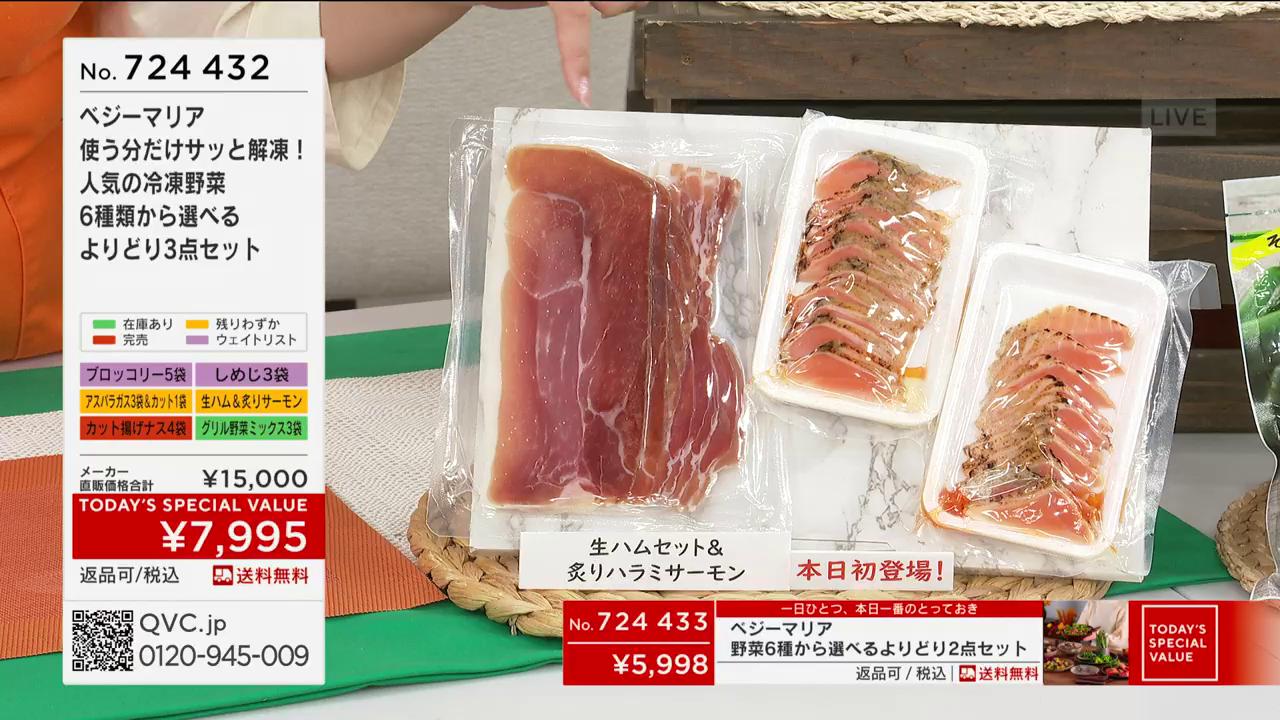 No. 724 432
ベジーマリア
使う分だけサッと解凍！
人気の冷凍野菜
6種類から選べる
よりどり3点セット
在庫あり
残りわずか
完売
ウェイトリスト
ブロッコリー5袋
しめじ3袋
アスパラガス3袋&カット1袋
生ハム&炙りサーモン
カット揚げナス4袋
グリル野菜ミックス3袋
メーカー
直販価格合計
¥15,000
TODAY'S SPECIAL VALUE
¥7,995
返品可/税込
送料無料
QVC.jp
0120-945-009
LIVE
生ハムセット&
炙りハラミサーモン
本日初登場!
No. 724 433
¥5,998
一日ひとつ、本日一番のとっておき
ベジーマリア
野菜6種から選べるよりどり2点セット
返品可 / 税込
送料無料
TODAY'S
SPECIAL
VALUE